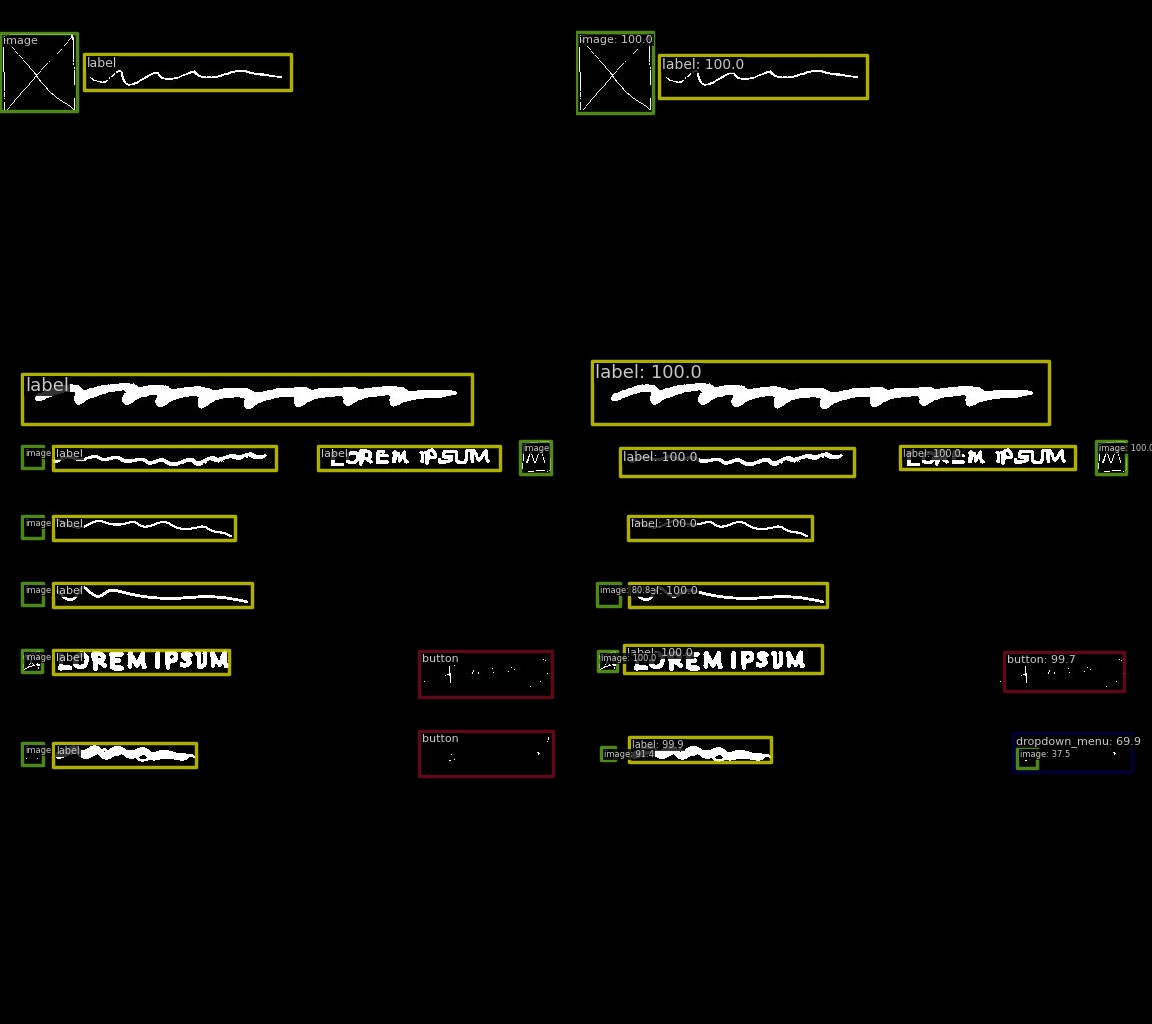 image image: 100.0
label label: 100.0
label label: 100.0
image label label LOREM IPSUM image label: 100.0 label: 100.0 LOREM IPSUM image: 100.0
image label label: 100.0
image label image: 80.8 label: 100.0
image label LOREM IPSUM button image: 100.0 label: 100.0 LOREM IPSUM button: 99.7
image label button image: 91.4 label: 99.9 dropdown_menu: 69.9
image: 37.5